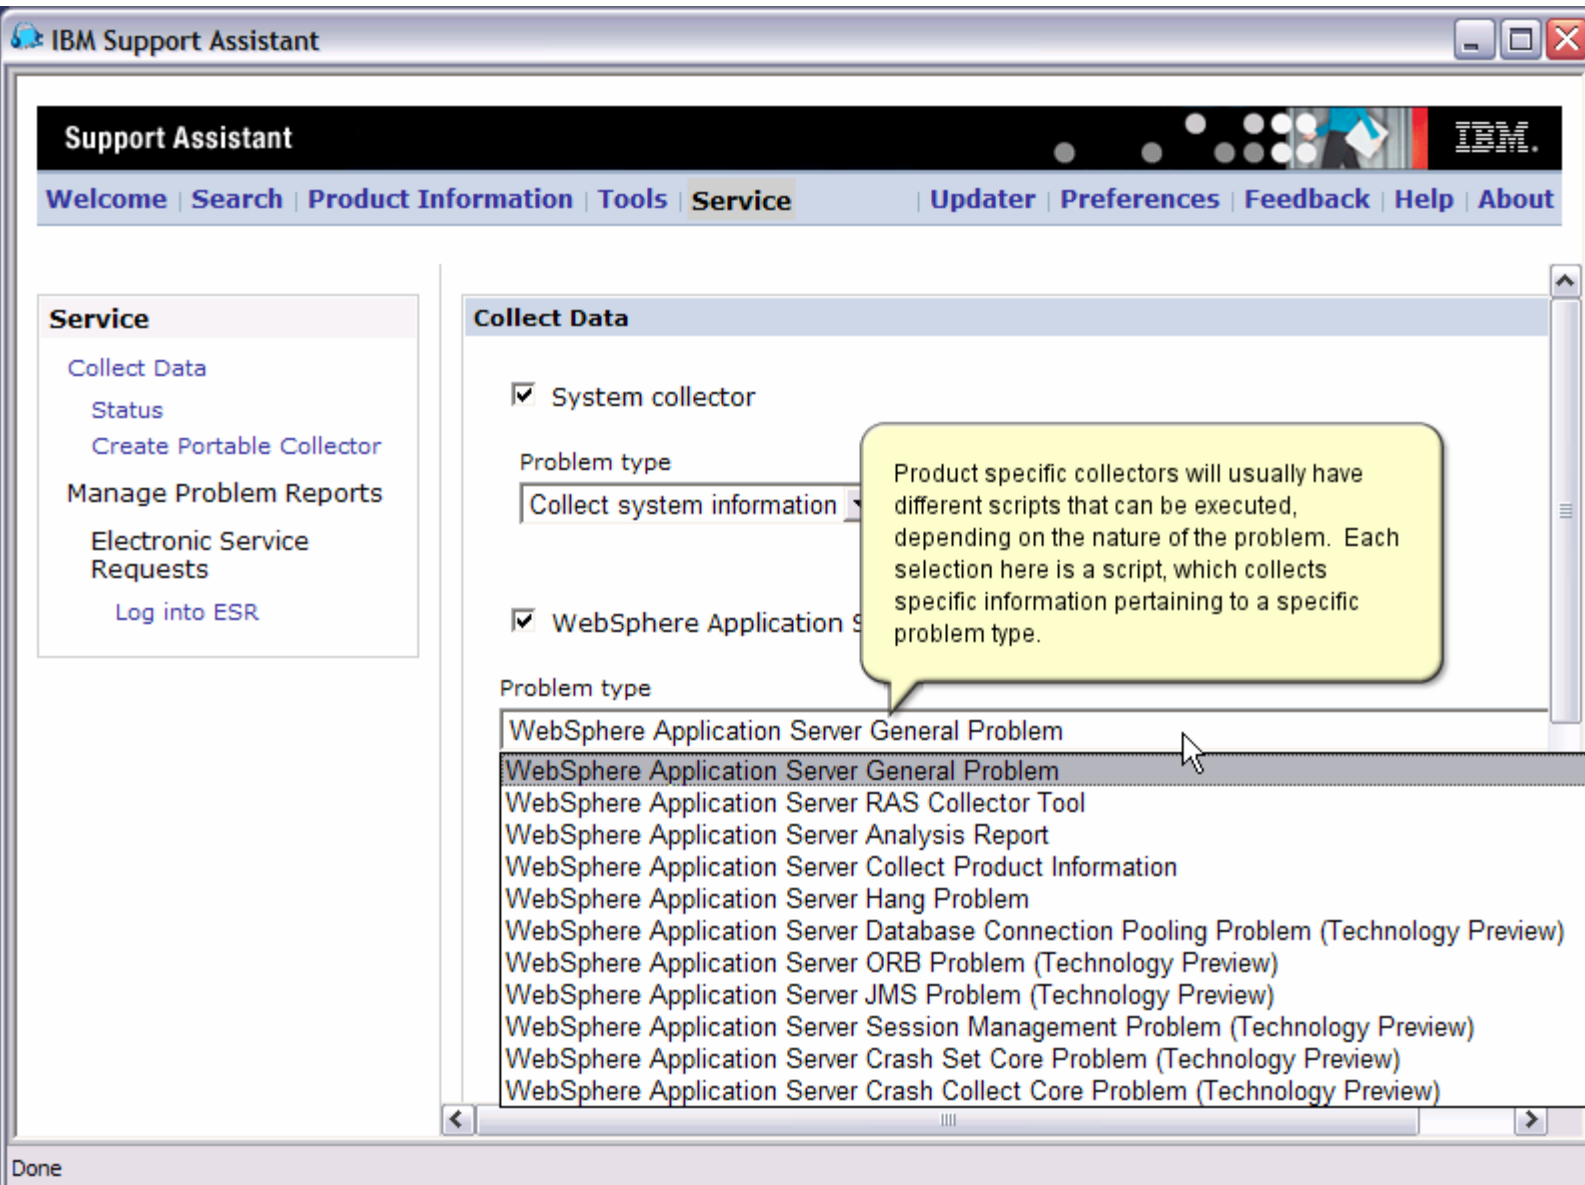 IBM Support Assistant
Support Assistant
IBM.
Welcome | Search | Product Information | Tools | Service | Updater | Preferences | Feedback | Help | About
Service
Collect Data
Status
Create Portable Collector
Manage Problem Reports
Electronic Service
Requests
Log into ESR
Collect Data
System collector
Problem type
Collect system information
Product specific collectors will usually have
different scripts that can be executed,
depending on the nature of the problem.  Each
selection here is a script, which collects
specific information pertaining to a specific
problem type.
WebSphere Application
Problem type
WebSphere Application Server General Problem
WebSphere Application Server General Problem
WebSphere Application Server RAS Collector Tool
WebSphere Application Server Analysis Report
WebSphere Application Server Collect Product Information
WebSphere Application Server Hang Problem
WebSphere Application Server Database Connection Pooling Problem (Technology Preview)
WebSphere Application Server ORB Problem (Technology Preview)
WebSphere Application Server JMS Problem (Technology Preview)
WebSphere Application Server Session Management Problem (Technology Preview)
WebSphere Application Server Crash Set Core Problem (Technology Preview)
WebSphere Application Server Crash Collect Core Problem (Technology Preview)
Done